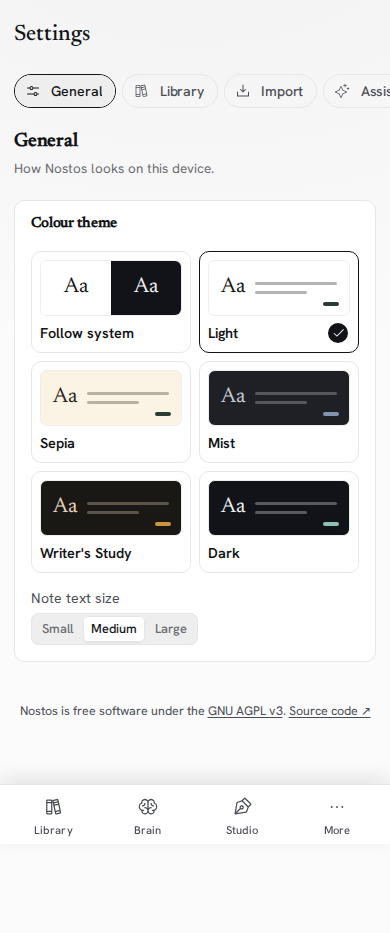 Settings
General
Library
Import
Assis
General
How Nostos looks on this device.
Colour theme
Aa Aa
Follow system
Aa
Light
Aa
Sepia
Aa
Mist
Aa
Writer's Study
Aa
Dark
Note text size
Small Medium Large
Nostos is free software under the GNU AGPL v3. Source code ↗
Library Brain Studio More